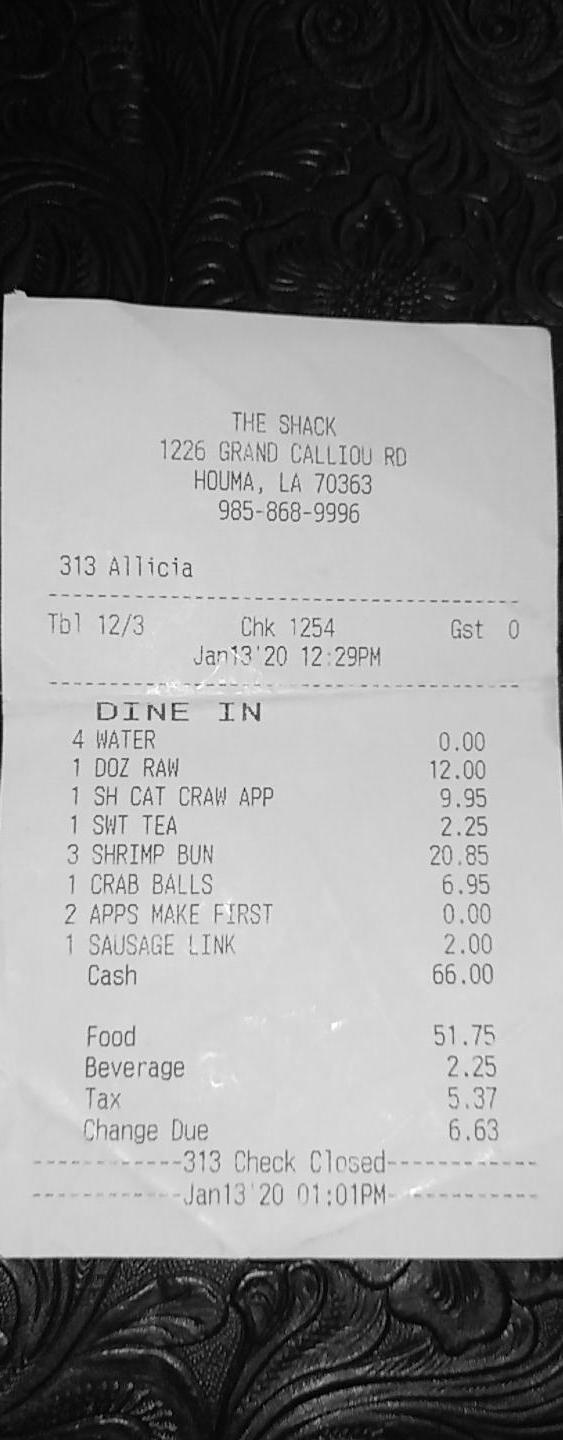 THE SHACK
1226 GRAND CALLIOU RD
HOUMA, LA 70363
985-868-9996
313 Allicia
Tbl 12/3 Chk 1254 Gst 0
Jan13'20 12:29PM
DINE IN
4 WATER 0.00
1 DOZ RAW 12.00
1 SH CAT CRAW APP 9.95
1 SWT TEA 2.25
3 SHRIMP BUN 20.85
1 CRAB BALLS 6.95
2 APPS MAKE FIRST 0.00
1 SAUSAGE LINK 2.00
Cash 66.00
Food 51.75
Beverage 2.25
Tax 5.37
Change Due 6.63
------------313 Check Closed------------
------------Jan13'20 01:01PM------------